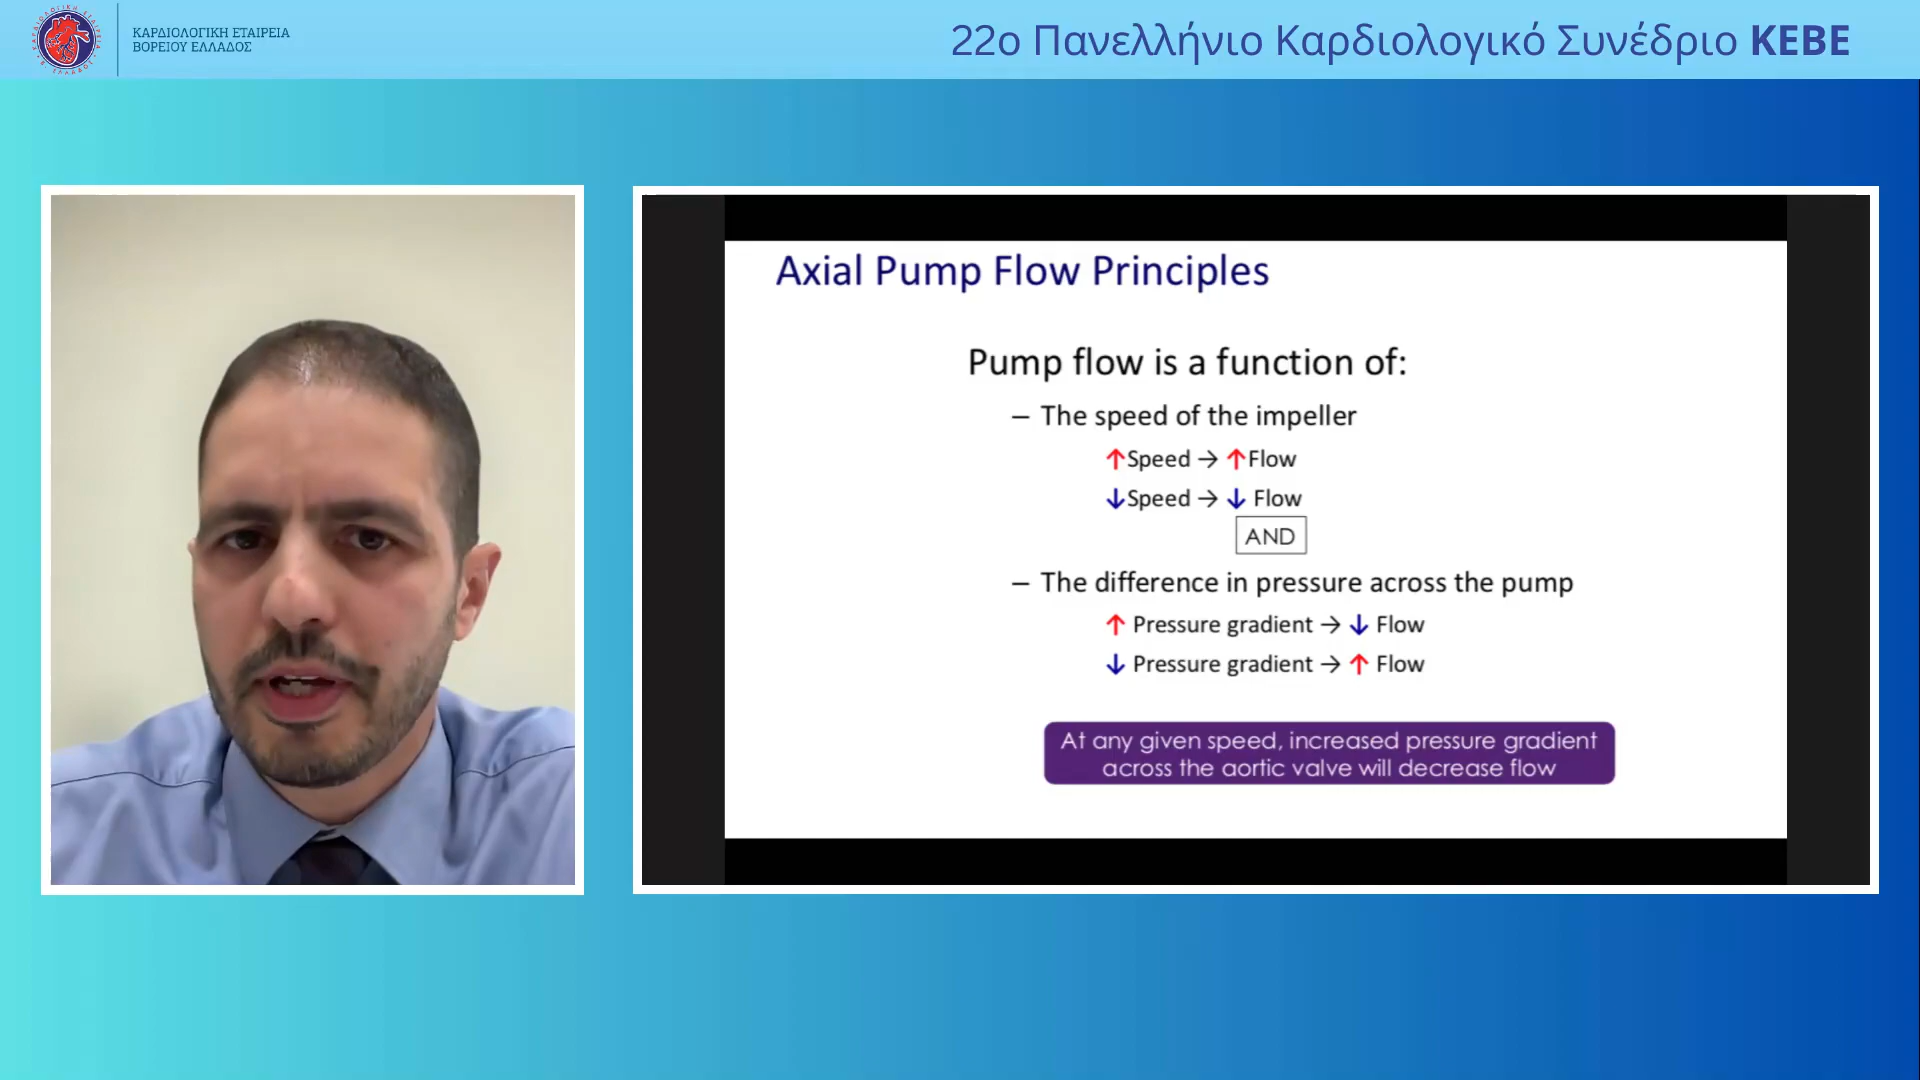 ΚΑΡΔΙΟΛΟΓΙΚΗ ΕΤΑΙΡΕΙΑ
ΒΟΡΕΙΟΥ ΕΛΛΑΔΟΣ
22ο Πανελλήνιο Καρδιολογικό Συνέδριο ΚΕΒΕ
Axial Pump Flow Principles
Pump flow is a function of:
– The speed of the impeller
↑Speed → ↑Flow
↓Speed → ↓ Flow
AND
– The difference in pressure across the pump
↑ Pressure gradient → ↓ Flow
↓ Pressure gradient → ↑ Flow
At any given speed, increased pressure gradient
across the aortic valve will decrease flow